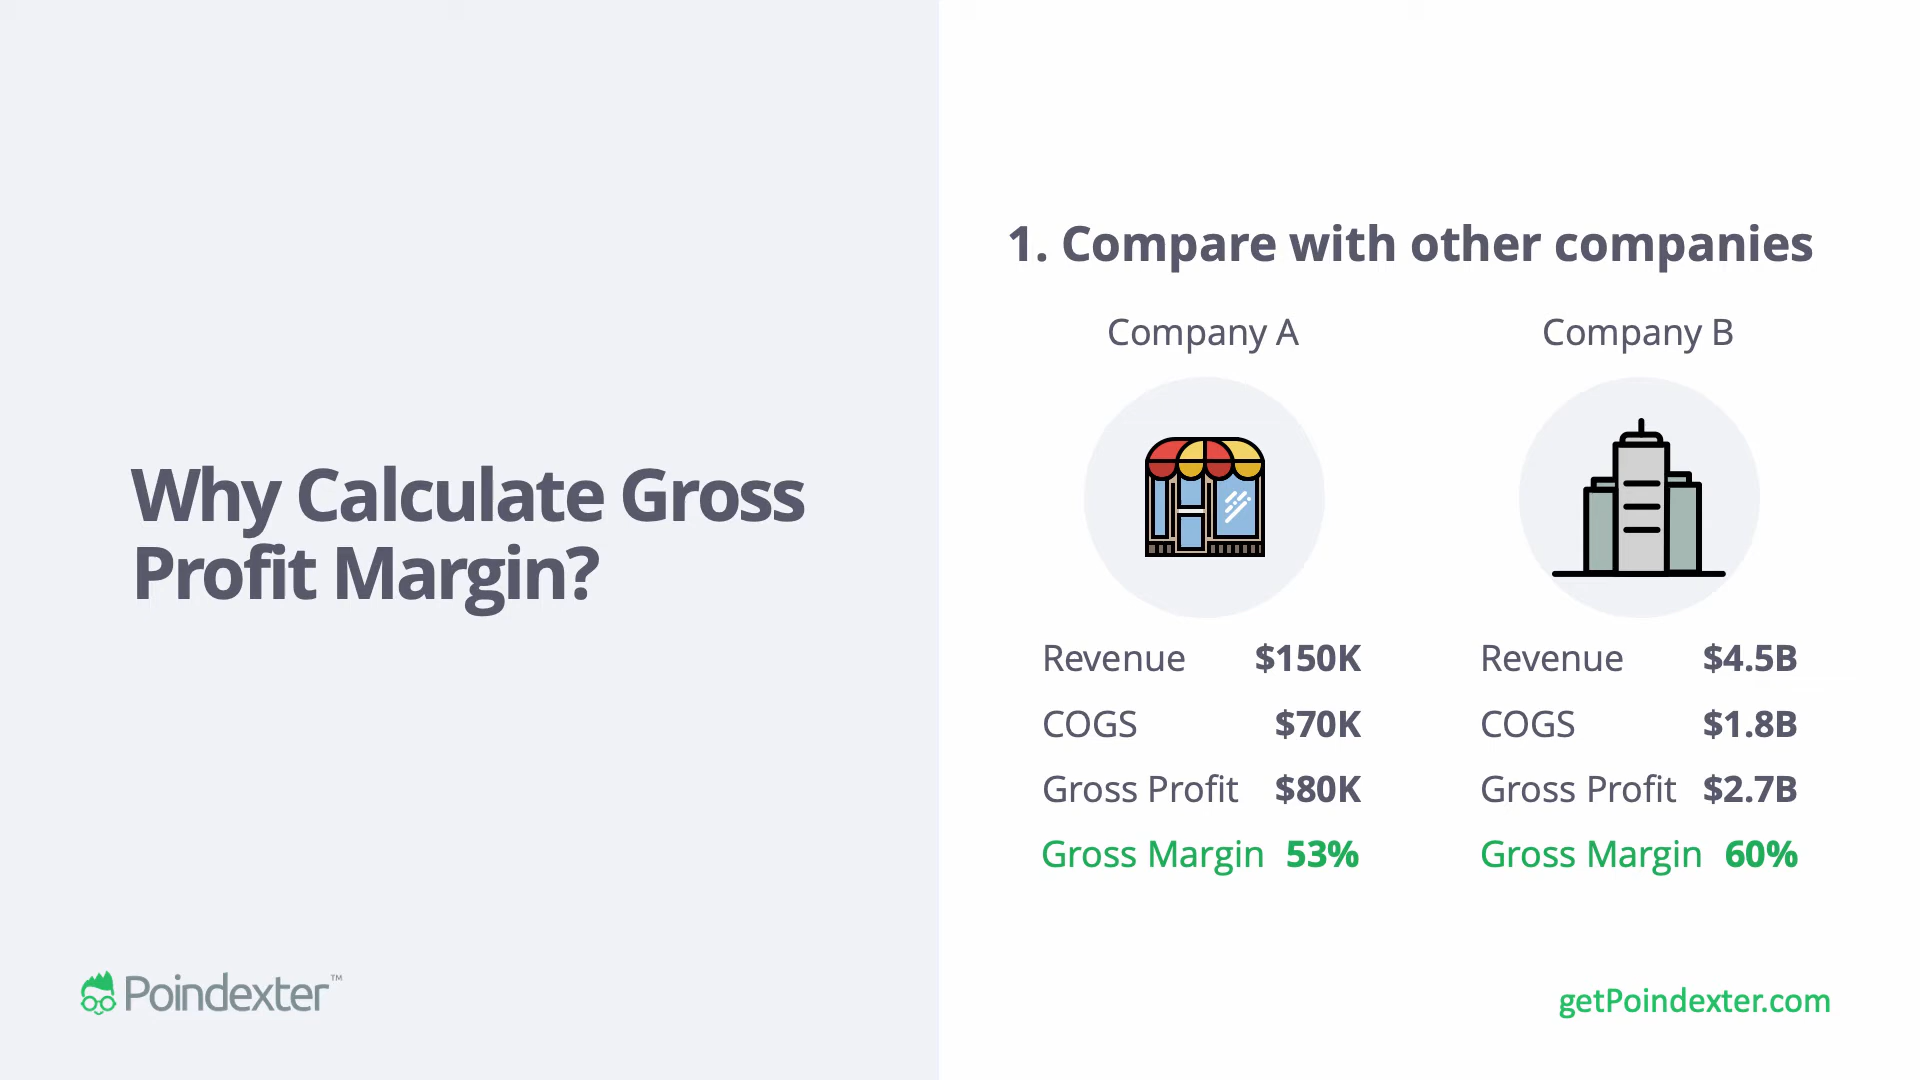 Why Calculate Gross
Profit Margin?
1. Compare with other companies
Company A
Revenue $150K
COGS $70K
Gross Profit $80K
Gross Margin 53%
Company B
Revenue $4.5B
COGS $1.8B
Gross Profit $2.7B
Gross Margin 60%
Poindexter™
getPoindexter.com